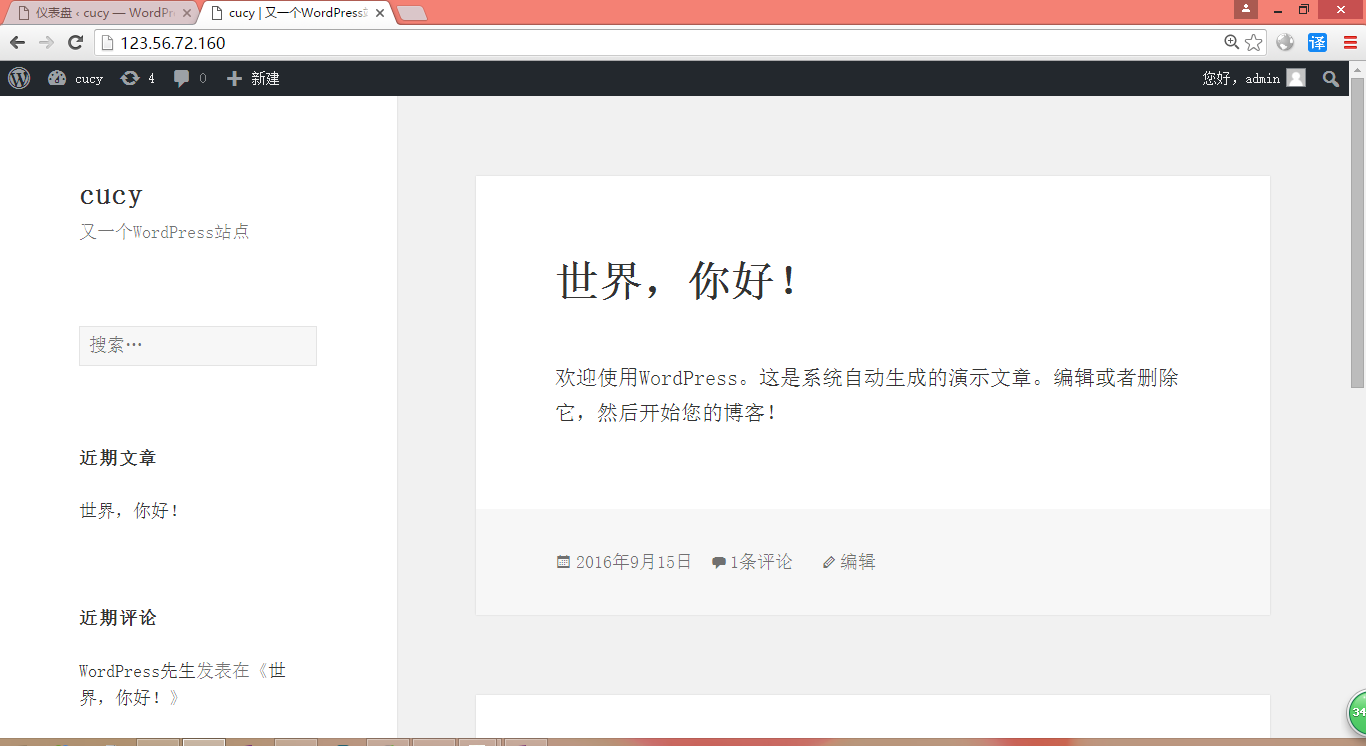 仪表盘 ‹ cucy — WordPr
cucy | 又一个WordPress
123.56.72.160
译
cucy
4
0
新建
您好，admin
cucy
又一个WordPress站点
搜索…
近期文章
世界，你好！
近期评论
WordPress先生发表在《世
界，你好！》
世界，你好！
欢迎使用WordPress。这是系统自动生成的演示文章。编辑或者删除
它，然后开始您的博客！
2016年9月15日
1条评论
编辑
34